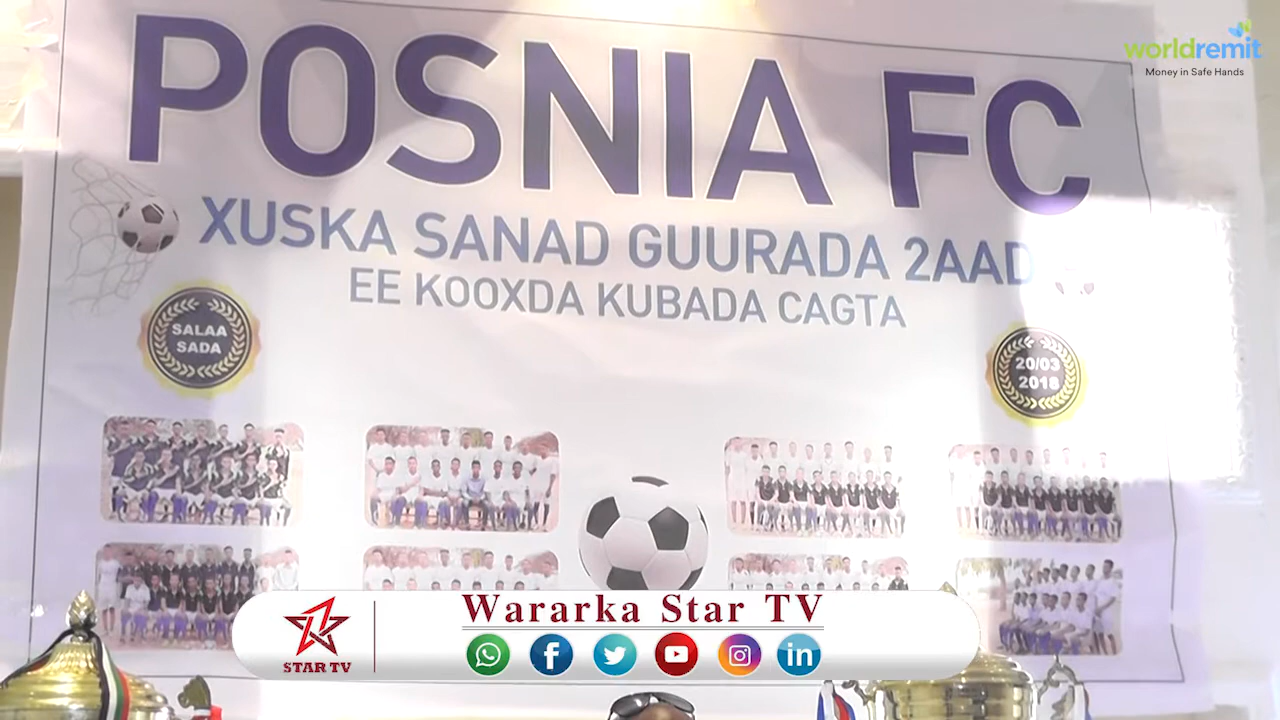 worldremit
Money in Safe Hands
POSNIA FC
XUSKA SANAD GUURADA 2AAD
EE KOOXDA KUBADA CAGTA
SALAA
SADA
20/03
2018
Wararka Star TV
STAR TV